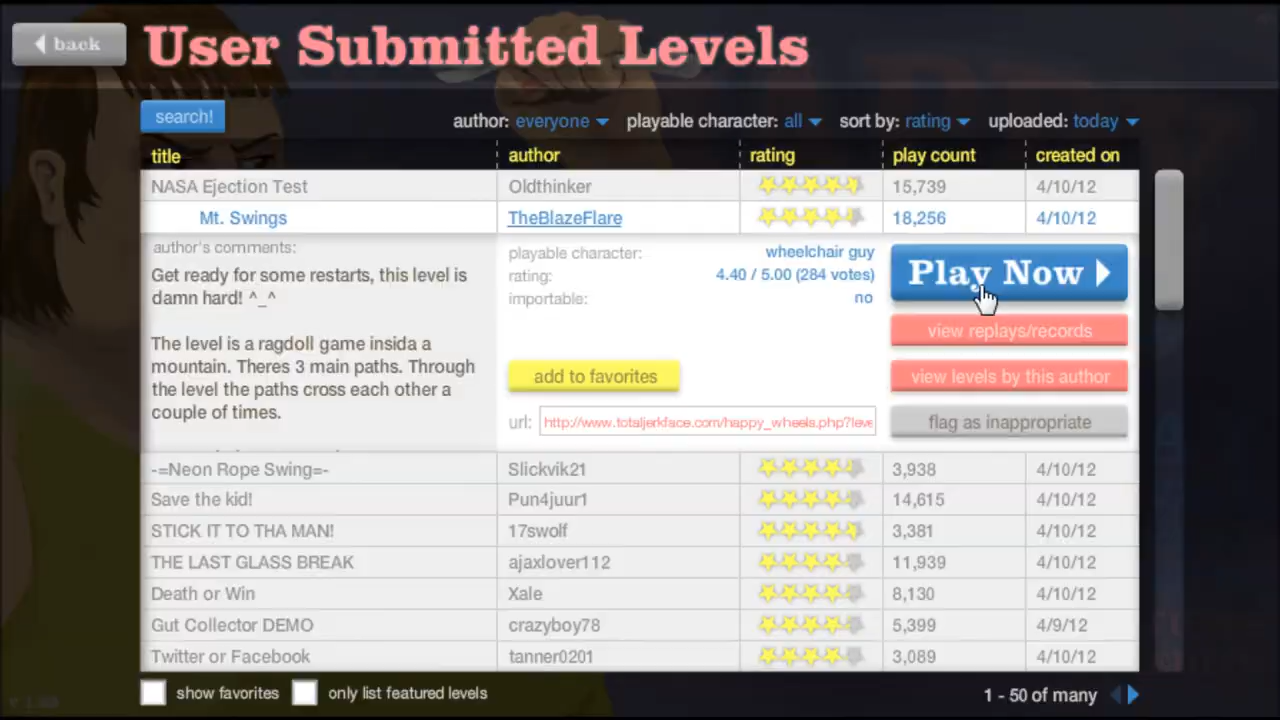 back
User Submitted Levels
search!
author: everyone playable character: all sort by: rating uploaded: today
title author rating play count created on
NASA Ejection Test Oldthinker 15,739 4/10/12
Mt. Swings TheBlazeFlare 18,256 4/10/12
author's comments:
Get ready for some restarts, this level is
damn hard! ^_^
The level is a ragdoll game insida a
mountain. Theres 3 main paths. Through
the level the paths cross each other a
couple of times.
playable character: wheelchair guy
rating: 4.40 / 5.00 (284 votes)
importable: no
add to favorites
url: http://www.totaljerkface.com/happy_wheels.php?leve
Play Now
view replays/records
view levels by this author
flag as inappropriate
-=Neon Rope Swing=- Slickvik21 3,938 4/10/12
Save the kid! Pun4juur1 14,615 4/10/12
STICK IT TO THA MAN! 17swolf 3,381 4/10/12
THE LAST GLASS BREAK ajaxlover112 11,939 4/10/12
Death or Win Xale 8,130 4/10/12
Gut Collector DEMO crazyboy78 5,399 4/9/12
Twitter or Facebook tanner0201 3,089 4/10/12
show favorites only list featured levels 1 - 50 of many